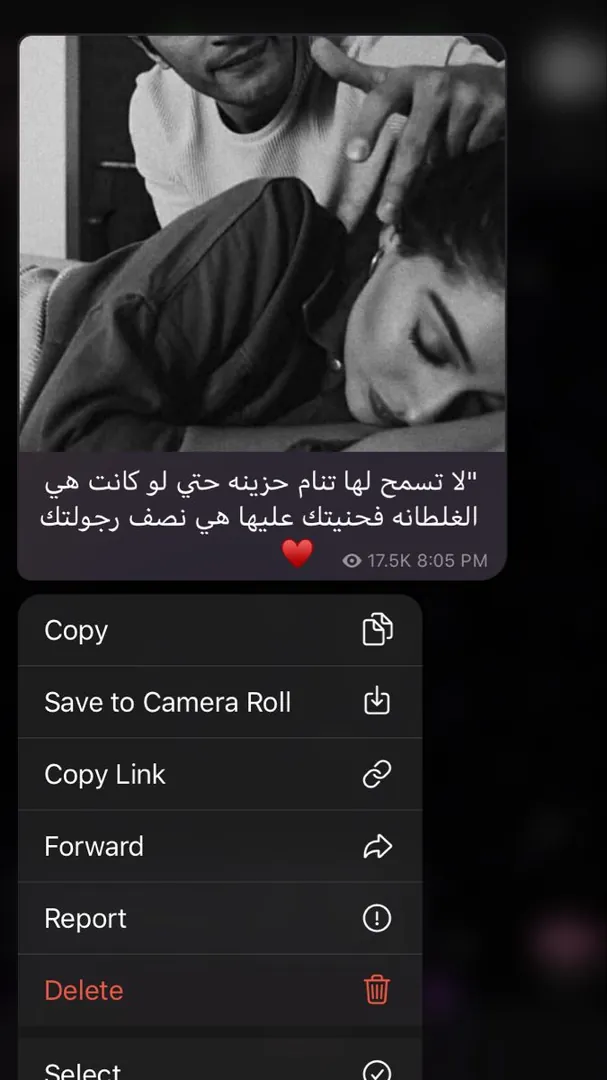 "لا تسمح لها تنام حزينه حتي لو كانت هي
الغلطانه فحنيتك عليها هي نصف رجولتك
♥️ 17.5K 8:05 PM
Copy
Save to Camera Roll
Copy Link
Forward
Report
Delete
Select